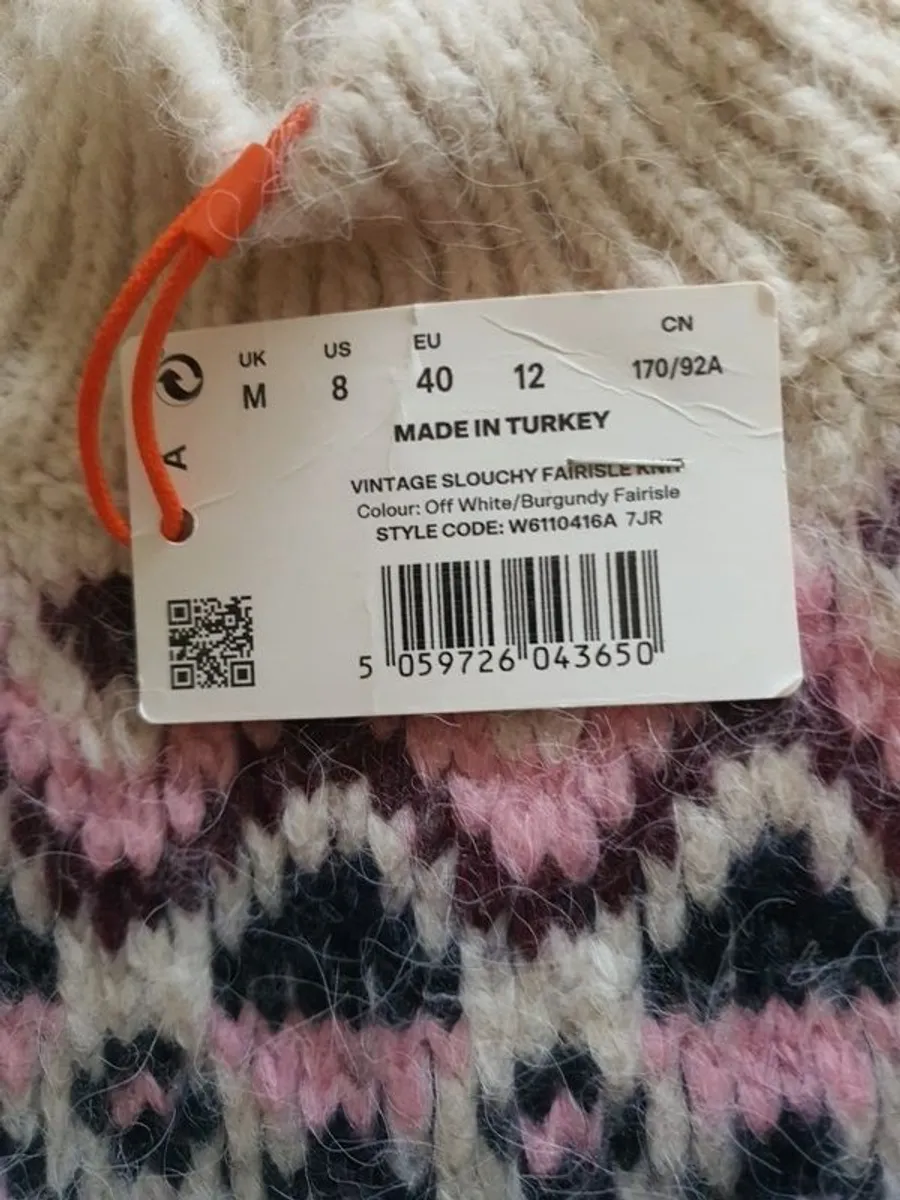 UK US EU CN
M 8 40 12 170/92A
A
MADE IN TURKEY
VINTAGE SLOUCHY FAIRISLE KNIT
Colour: Off White/Burgundy Fairisle
STYLE CODE: W6110416A 7JR
5 059726 043650